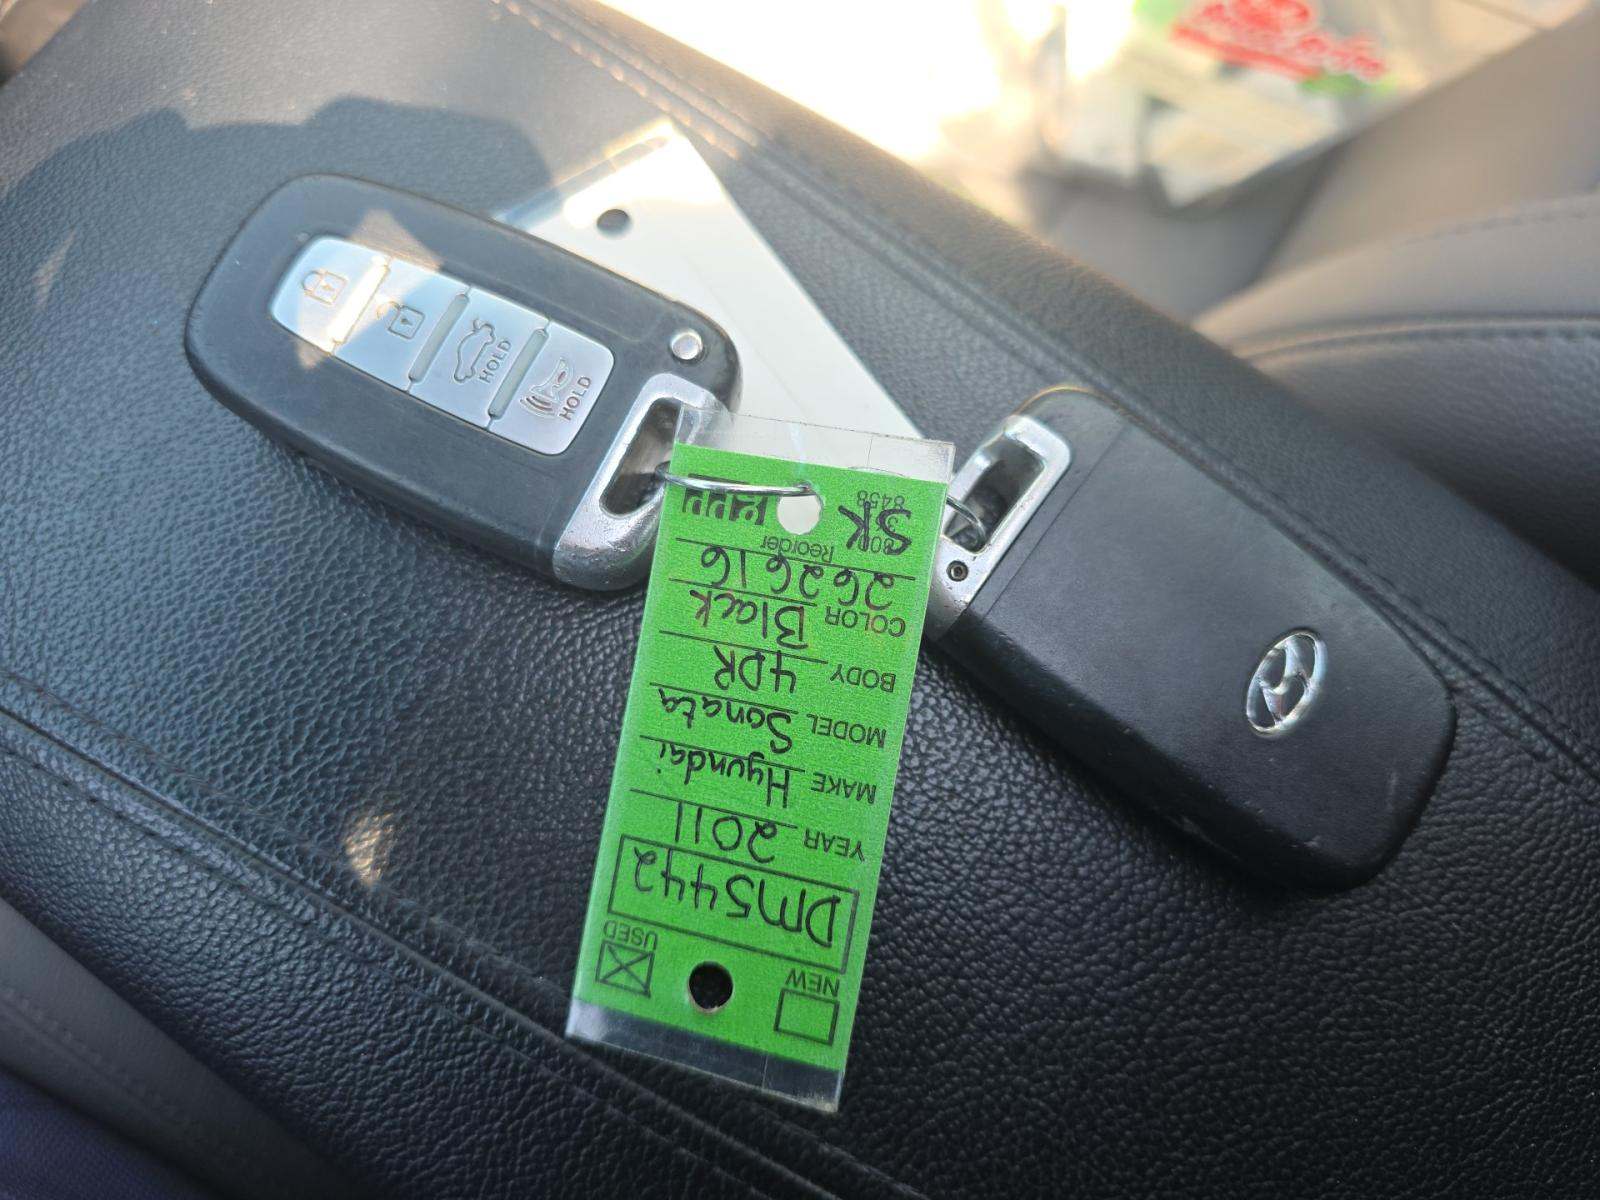 NEW
USED
DM5442
YEAR 2011
MAKE Hyundai
MODEL Sonata
BODY 4DR
COLOR Black
262616
Reorder
SK
HOLD
HOLD